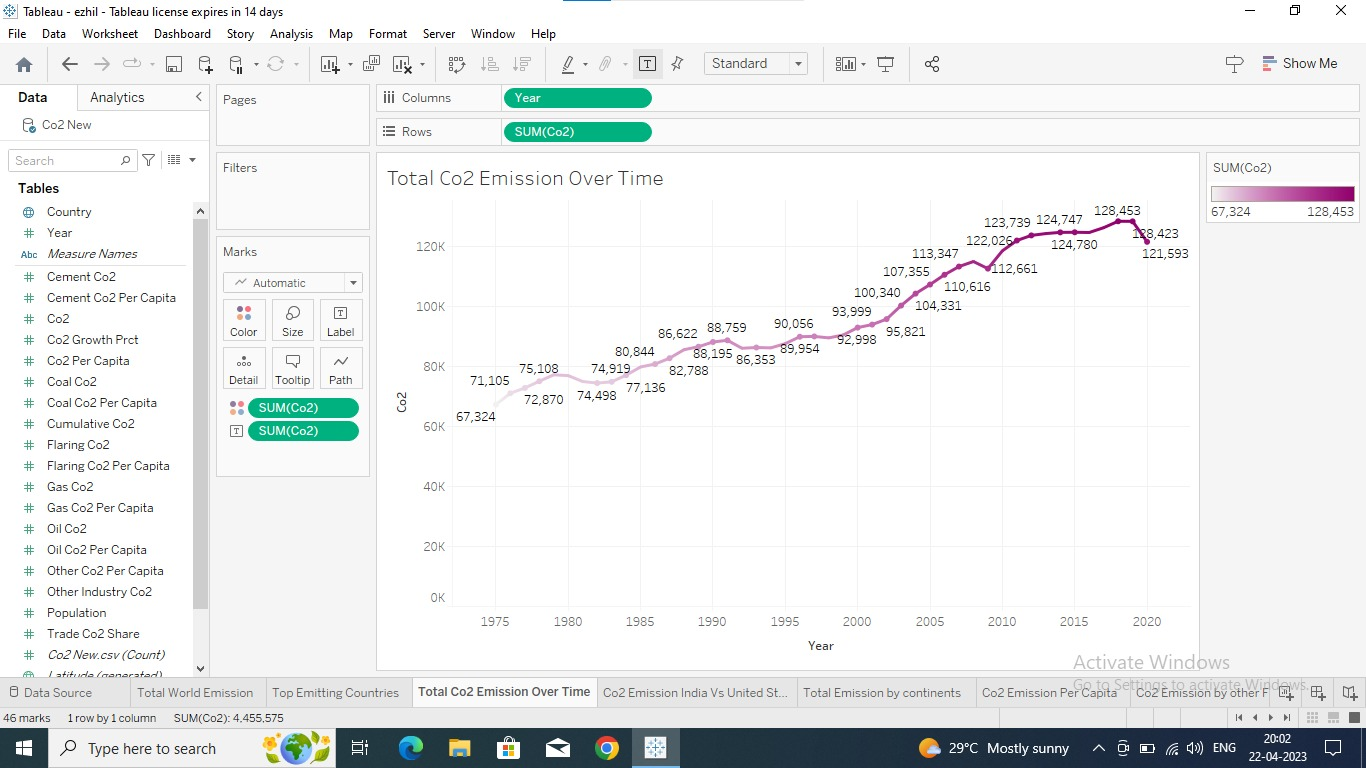 Tableau - ezhil - Tableau license expires in 14 days
File Data Worksheet Dashboard Story Analysis Map Format Server Window Help
Standard
Show Me
Data Analytics
Co2 New
Search
Tables
Country
Year
Abc Measure Names
Cement Co2
Cement Co2 Per Capita
Co2
Co2 Growth Prct
Co2 Per Capita
Coal Co2
Coal Co2 Per Capita
Cumulative Co2
Flaring Co2
Flaring Co2 Per Capita
Gas Co2
Gas Co2 Per Capita
Oil Co2
Oil Co2 Per Capita
Other Co2 Per Capita
Other Industry Co2
Population
Trade Co2 Share
Co2 New.csv (Count)
Latitude (generated)
Pages
Filters
Marks
Automatic
Color Size Label
Detail Tooltip Path
SUM(Co2)
SUM(Co2)
Columns Year
Rows SUM(Co2)
Total Co2 Emission Over Time
Co2
120K
100K
80K
60K
40K
20K
0K
67,324
71,105
72,870
75,108
74,498
74,919
77,136
80,844
82,788
86,622
88,195
88,759
86,353
90,056
89,954
92,998
93,999
95,821
100,340
104,331
107,355
110,616
113,347
112,661
122,026
123,739
124,747
124,780
128,453
128,423
121,593
1975 1980 1985 1990 1995 2000 2005 2010 2015 2020
Year
SUM(Co2)
67,324 128,453
Activate Windows
Go to Settings to activate Windows.
Data Source Total World Emission Top Emitting Countries Total Co2 Emission Over Time Co2 Emission India Vs United St... Total Emission by continents Co2 Emission Per Capita Co2 Emission by other F
46 marks 1 row by 1 column SUM(Co2): 4,455,575
Type here to search
29°C Mostly sunny
ENG
20:02
22-04-2023